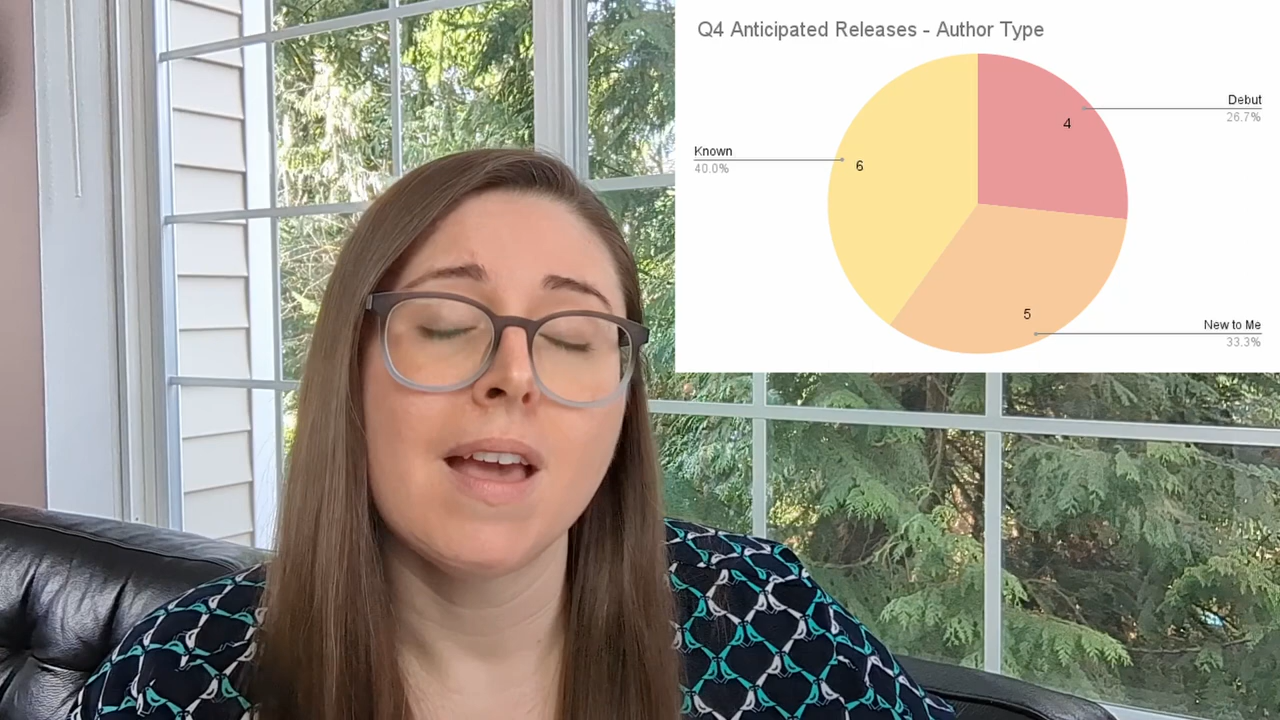 Q4 Anticipated Releases - Author Type
Debut
26.7%
4
Known
40.0%
6
5
New to Me
33.3%